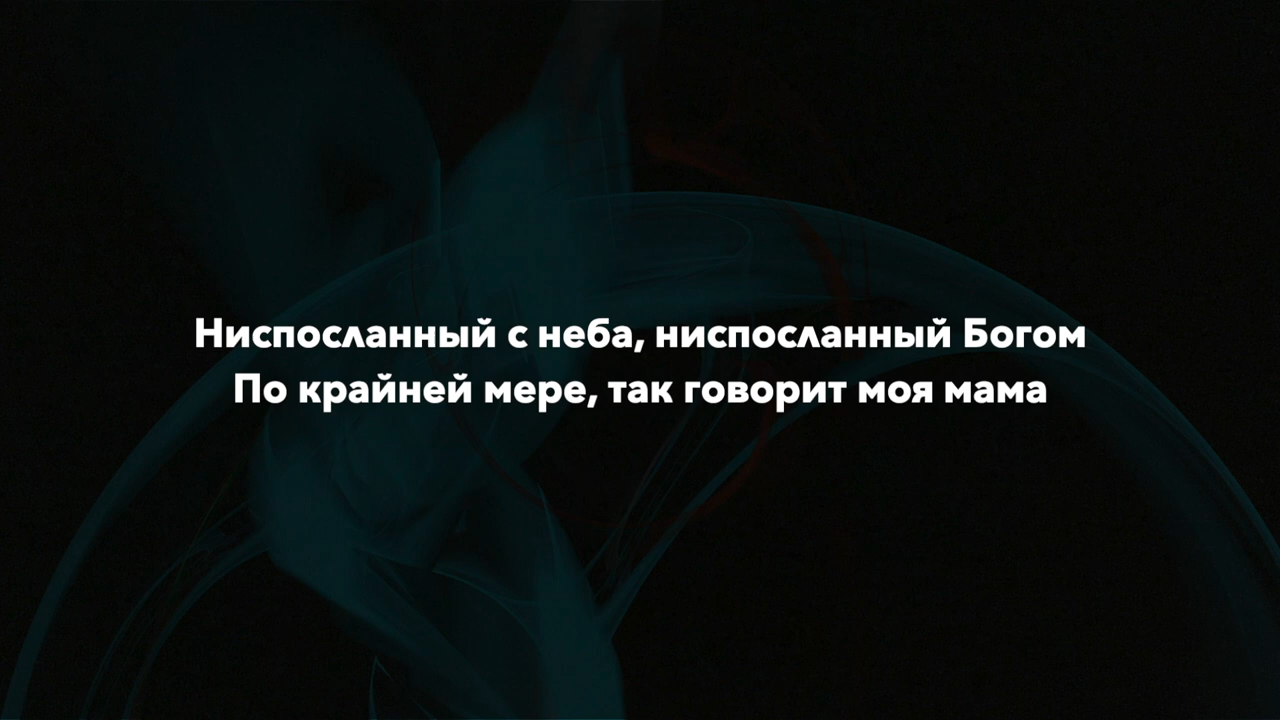 Ниспосланный с неба, ниспосланный Богом
По крайней мере, так говорит моя мама